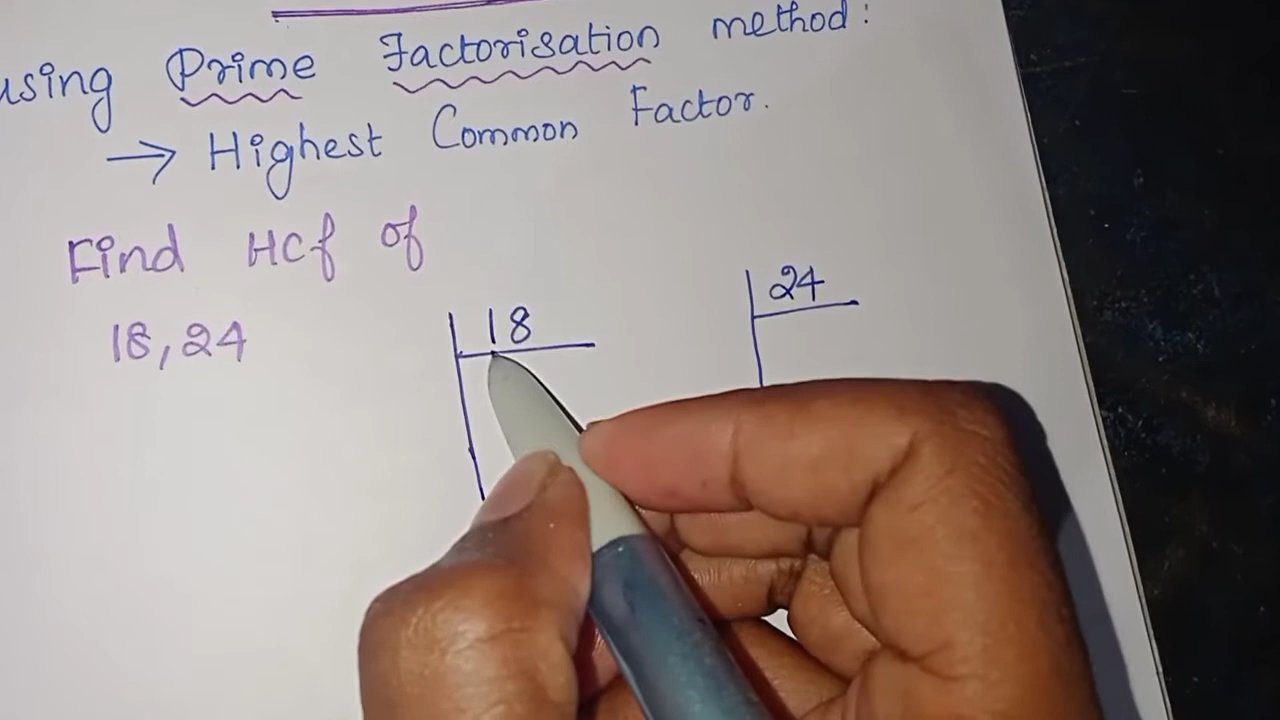 using Prime Factorisation method:
→ Highest Common Factor.
Find HCf of
18, 24
18
24